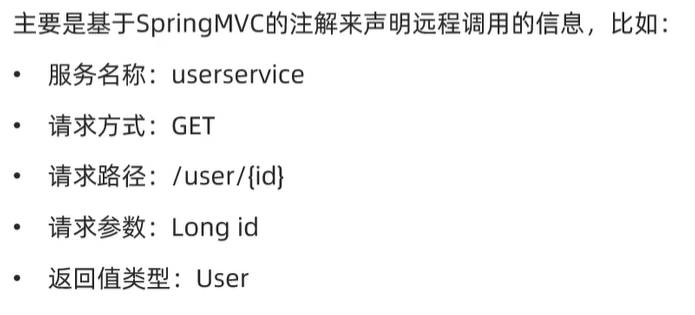 主要是基于SpringMVC的注解来声明远程调用的信息，比如：
• 服务名称：userservice
• 请求方式：GET
• 请求路径：/user/{id}
• 请求参数：Long id
• 返回值类型：User